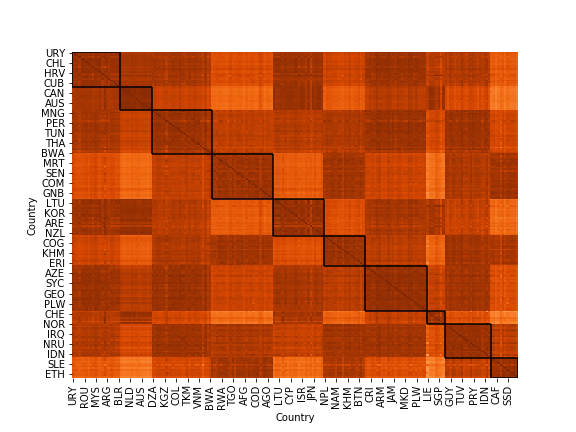 URY
CHL
HRV
CUB
CAN
AUS
MNG
PER
TUN
THA
BWA
MRT
SEN
COM
GNB
LTU
KOR
ARE
NZL
COG
KHM
ERI
AZE
SYC
GEO
PLW
CHE
NOR
IRQ
NRU
IDN
SLE
ETH
Country
URY ROU MYS ARG BLR NLD AUS DZA KGZ COL TKM VNM BWA RWA TGO AFG COD AGO LTU CYP ISR JPN NPL NAM KHM BTN CRI ARM JAM MKD PLW LIE SGP GUY TUV PRY IDN CAF SSD
Country